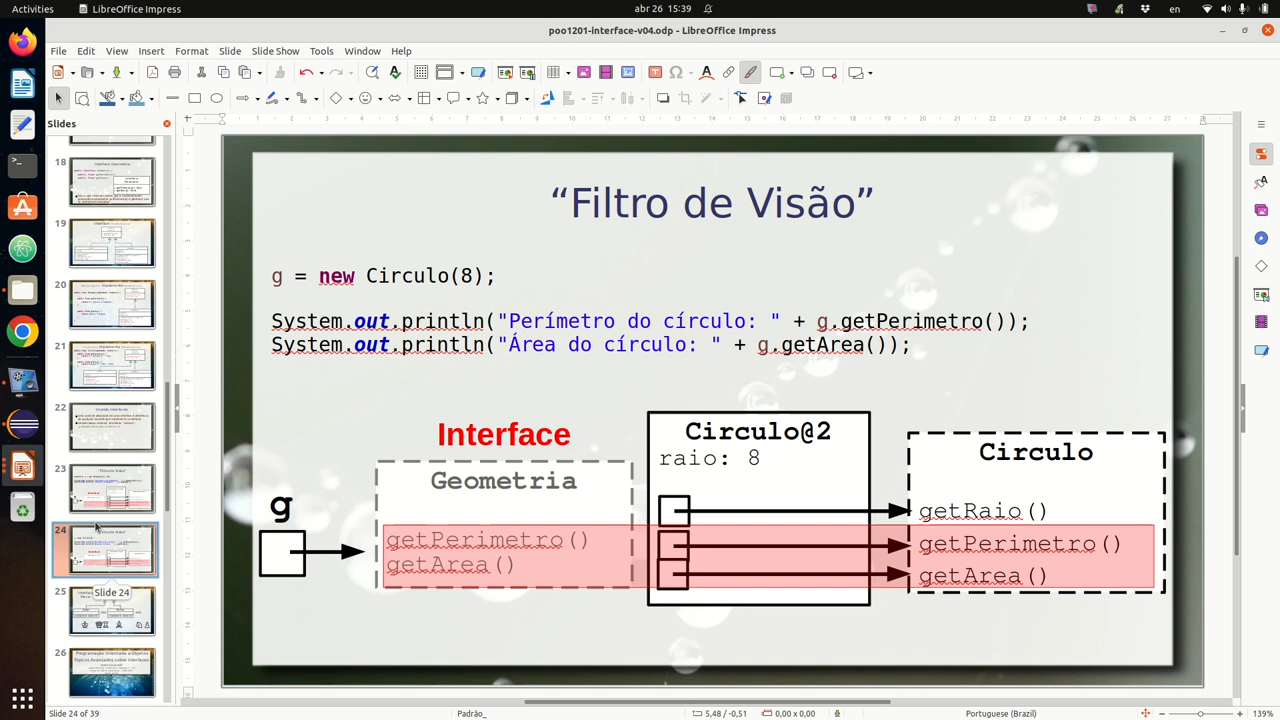 Activities LibreOffice Impress abr 26 15:39 en
poo1201-interface-v04.odp - LibreOffice Impress
File Edit View Insert Format Slide Slide Show Tools Window Help
Slides
18
19
20
21
22
23
24
Slide 24
25
26
Programação Orientada a Objetos
Tópicos Avançados sobre Interfaces
“Filtro de Visão”
g = new Circulo(8);
System.out.println("Perímetro do círculo: " + g.getPerimetro());
System.out.println("Área do círculo: " + g.getArea());
Interface
g
Geometria
getPerimetro()
getArea()
Circulo@2
raio: 8
Circulo
getRaio()
getPerimetro()
getArea()
Slide 24 of 39 Padrão_ 5,48 / -0,51 0,00 x 0,00 Portuguese (Brazil) 139%